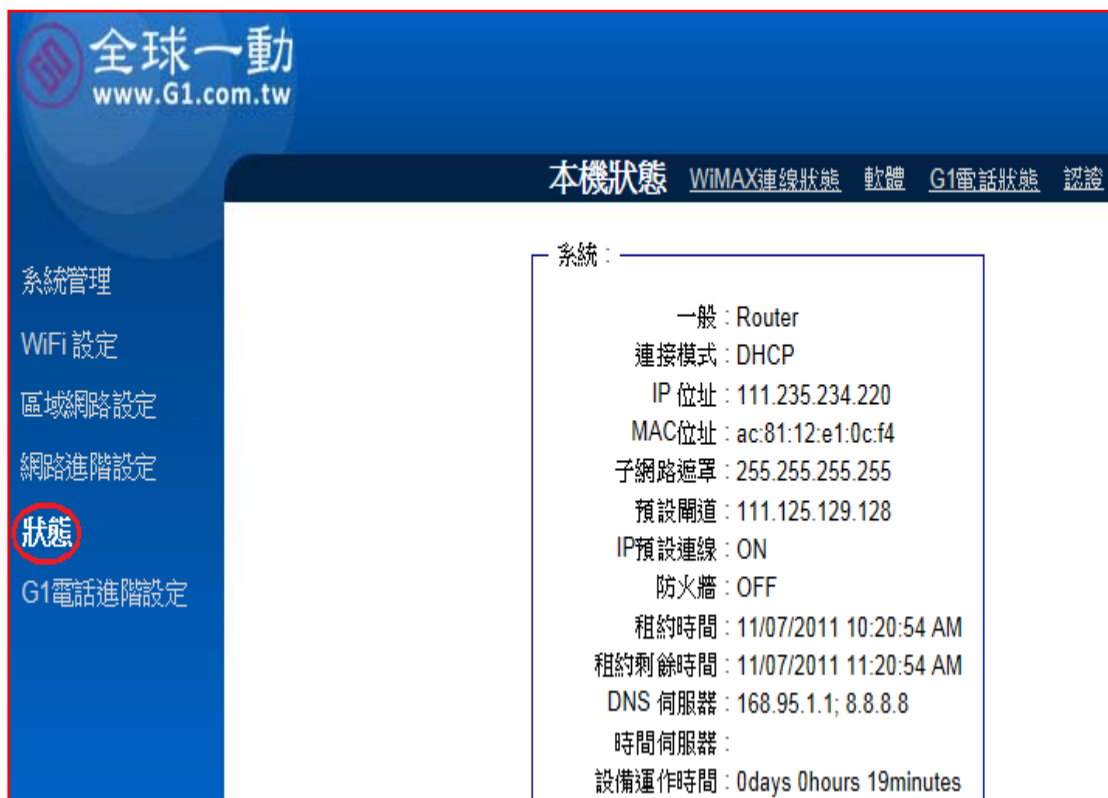 全球一動
www.G1.com.tw
本機狀態 WiMAX連線狀態 軟體 G1電話狀態 認證
系統管理
WiFi 設定
區域網路設定
網路進階設定
狀態
G1電話進階設定
系統：
一般：Router
連接模式：DHCP
IP 位址：111.235.234.220
MAC位址：ac:81:12:e1:0c:f4
子網路遮罩：255.255.255.255
預設閘道：111.125.129.128
IP預設連線：ON
防火牆：OFF
租約時間：11/07/2011 10:20:54 AM
租約剩餘時間：11/07/2011 11:20:54 AM
DNS 伺服器：168.95.1.1; 8.8.8.8
時間伺服器：
設備運作時間：0days 0hours 19minutes